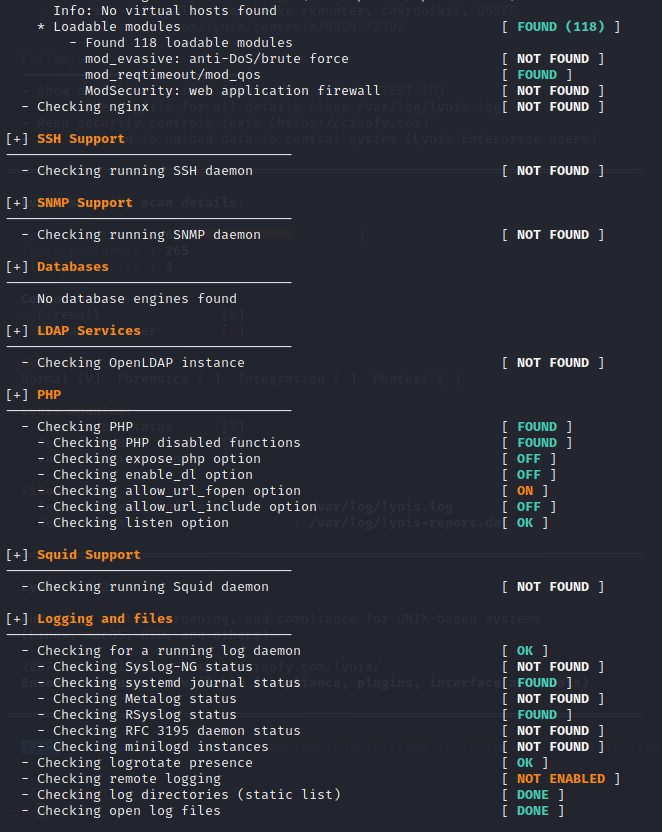 - Info: No virtual hosts found
* Loadable modules [ FOUND (118) ]
- Found 118 loadable modules
mod_evasive: anti-DoS/brute force [ NOT FOUND ]
mod_reqtimeout/mod_qos [ FOUND ]
ModSecurity: web application firewall [ NOT FOUND ]
- Checking nginx [ NOT FOUND ]
[+] SSH Support
- Checking running SSH daemon [ NOT FOUND ]
[+] SNMP Support
- Checking running SNMP daemon [ NOT FOUND ]
[+] Databases
No database engines found
[+] LDAP Services
- Checking OpenLDAP instance [ NOT FOUND ]
[+] PHP
- Checking PHP [ FOUND ]
- Checking PHP disabled functions [ FOUND ]
- Checking expose_php option [ OFF ]
- Checking enable_dl option [ OFF ]
- Checking allow_url_fopen option [ ON ]
- Checking allow_url_include option [ OFF ]
- Checking listen option [ OK ]
[+] Squid Support
- Checking running Squid daemon [ NOT FOUND ]
[+] Logging and files
- Checking for a running log daemon [ OK ]
- Checking Syslog-NG status [ NOT FOUND ]
- Checking systemd journal status [ FOUND ]
- Checking Metalog status [ NOT FOUND ]
- Checking RSyslog status [ FOUND ]
- Checking RFC 3195 daemon status [ NOT FOUND ]
- Checking minilogd instances [ NOT FOUND ]
- Checking logrotate presence [ OK ]
- Checking remote logging [ NOT ENABLED ]
- Checking log directories (static list) [ DONE ]
- Checking open log files [ DONE ]